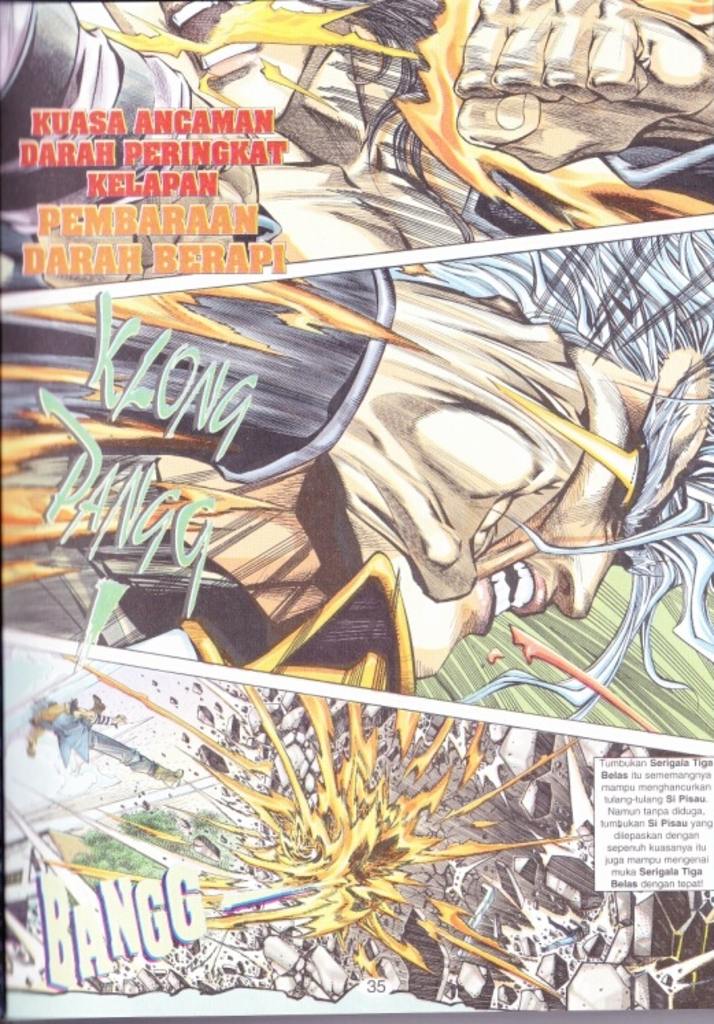 KUASA ANCAMAN
DARAH PERINGKAT
KELAPAN
PEMBARAAN
DARAH BERAPI
KLONG
DANGG
!
BANGG
Tumbukan Serigala Tiga
Belas itu sememangnya
mampu menghancurkan
tulang-tulang Si Pisau.
Namun tanpa diduga,
tumbukan Si Pisau yang
dilepaskan dengan
sepenuh kuasanya itu
juga mampu mengenai
muka Serigala Tiga
Belas dengan tepat!
35